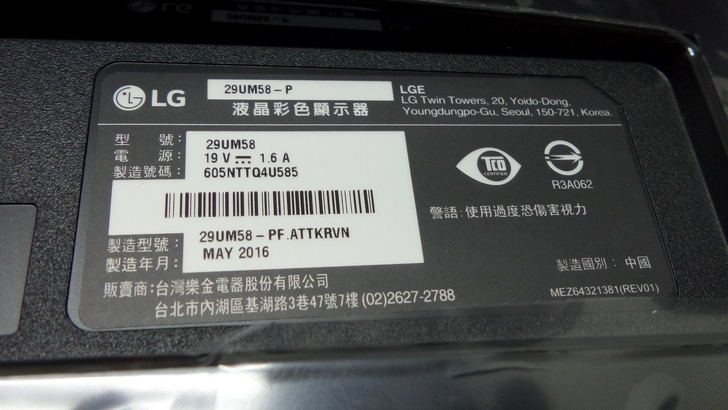 LG
29UM58-P
液晶彩色顯示器
LGE
LG Twin Towers, 20, Yoido-Dong,
Youngdungpo-Gu, Seoul, 150-721, Korea.
型 號: 29UM58
電 源: 19 V ⎓ 1.6 A
製造號碼: 605NTTQ4U585
製造型號: 29UM58-PF.ATTKRVN
製造年月: MAY 2016
TCO
CERTIFIED
R3A062
警語:使用過度恐傷害視力
製造國別: 中國
販賣商:台灣樂金電器股份有限公司
台北市內湖區基湖路3巷47號7樓 (02)2627-2788
MEZ64321381(REV01)